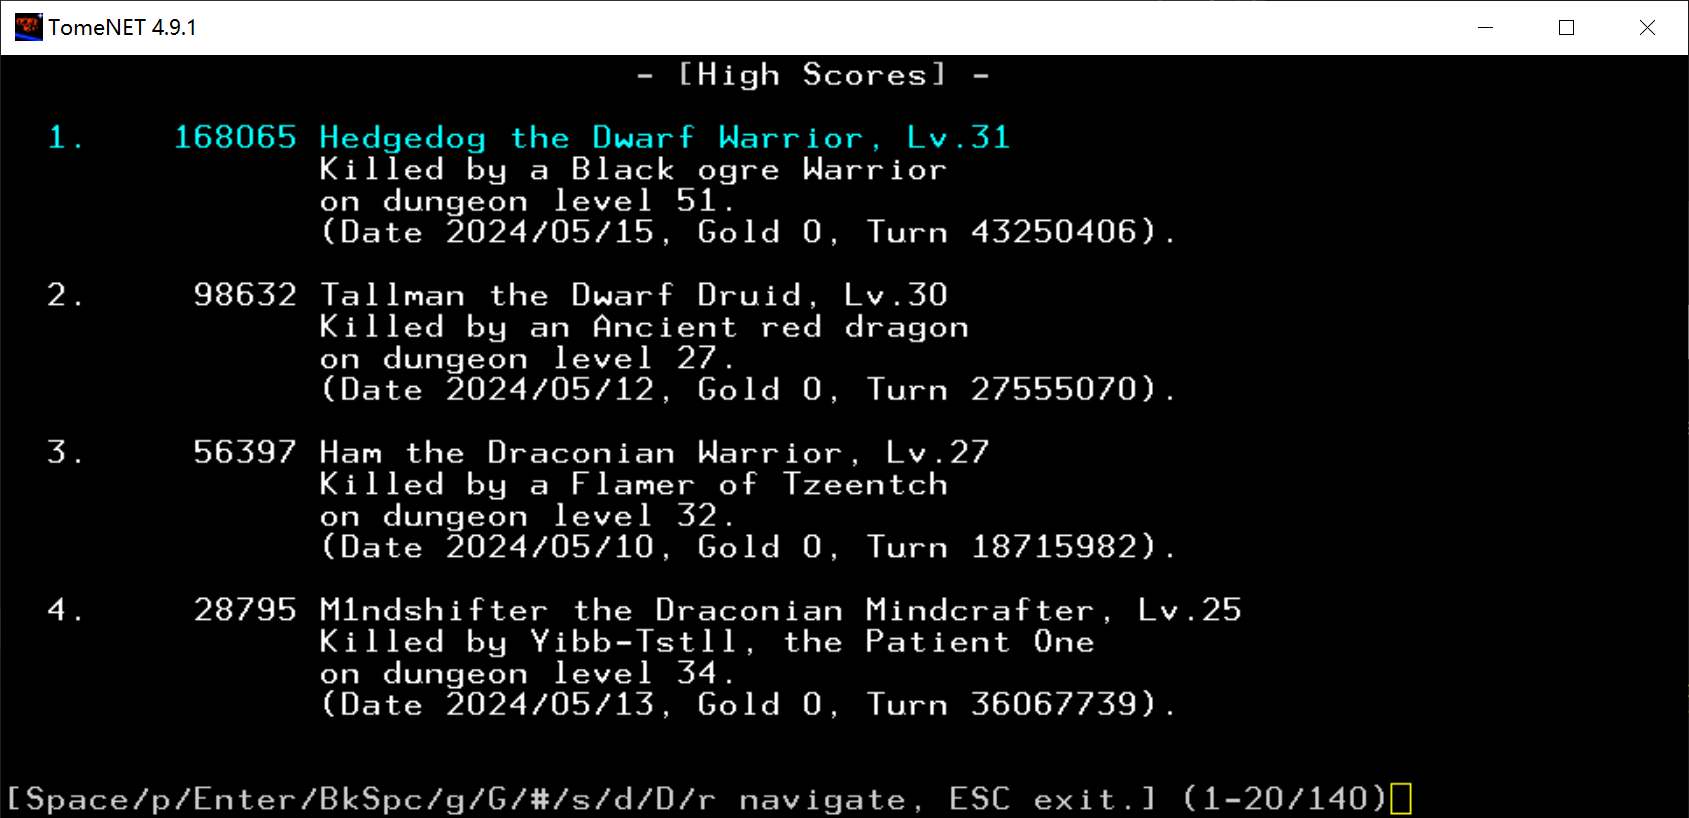 TomeNET 4.9.1
- [High Scores] -
1. 168065 Hedgedog the Dwarf Warrior, Lv.31
Killed by a Black ogre Warrior
on dungeon level 51.
(Date 2024/05/15, Gold 0, Turn 43250406).
2. 98632 Tallman the Dwarf Druid, Lv.30
Killed by an Ancient red dragon
on dungeon level 27.
(Date 2024/05/12, Gold 0, Turn 27555070).
3. 56397 Ham the Draconian Warrior, Lv.27
Killed by a Flamer of Tzeentch
on dungeon level 32.
(Date 2024/05/10, Gold 0, Turn 18715982).
4. 28795 M1ndshifter the Draconian Mindcrafter, Lv.25
Killed by Yibb-Tstll, the Patient One
on dungeon level 34.
(Date 2024/05/13, Gold 0, Turn 36067739).
[Space/p/Enter/BkSpc/g/G/#/s/d/D/r navigate, ESC exit.] (1-20/140)